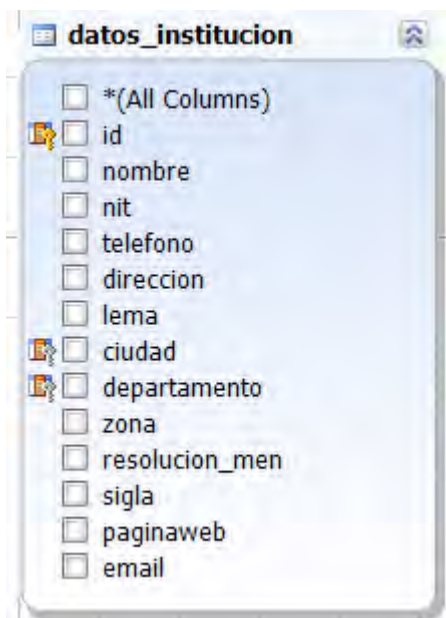 datos_institucion
*(All Columns)
id
nombre
nit
telefono
direccion
lema
ciudad
departamento
zona
resolucion_men
sigla
paginaweb
email